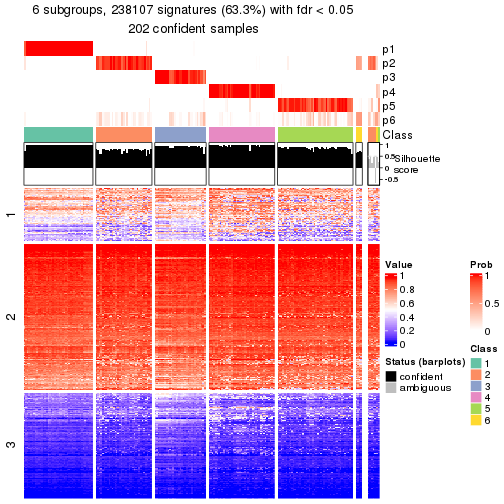 6 subgroups, 238107 signatures (63.3%) with fdr < 0.05
202 confident samples
p1
p2
p3
p4
p5
p6
Class
1
0.5
0
-0.5
Silhouette
score
1
2
3
Value
1
0.8
0.6
0.4
0.2
0
Prob
1
0.5
0
Status (barplots)
confident
ambiguous
Class
1
2
3
4
5
6